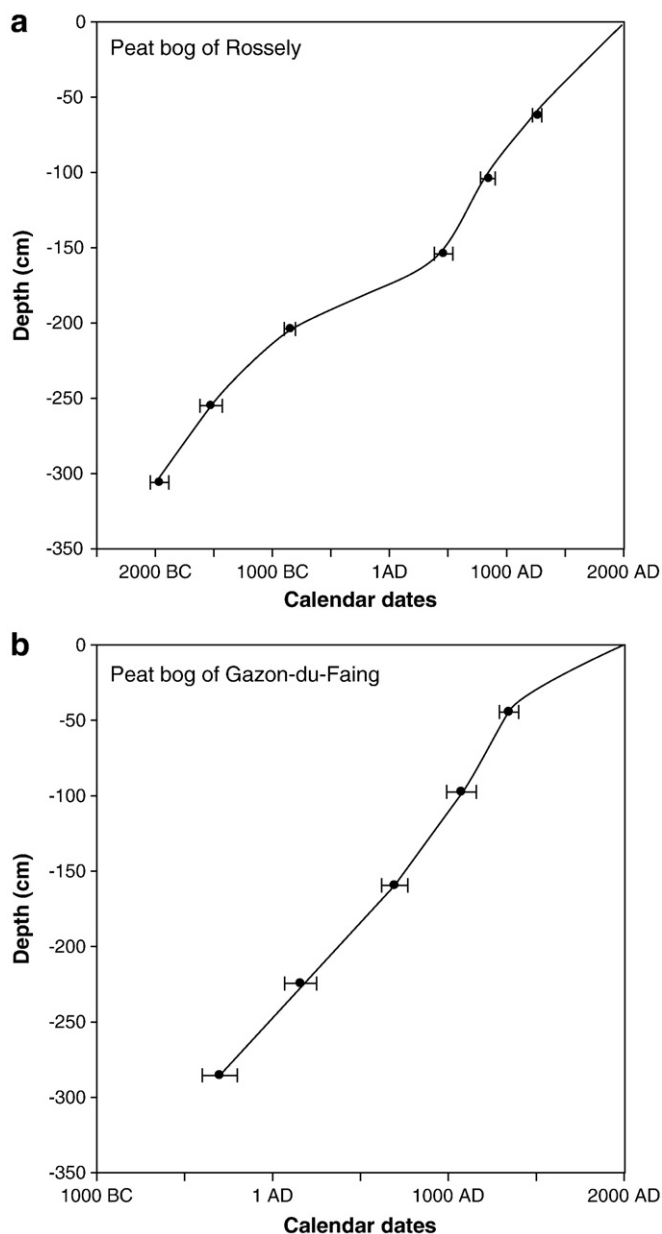 a
Peat bog of Rossely
0
-50
-100
-150
-200
-250
-300
-350
Depth (cm)
2000 BC 1000 BC 1AD 1000 AD 2000 AD
Calendar dates
b
Peat bog of Gazon-du-Faing
0
-50
-100
-150
-200
-250
-300
-350
Depth (cm)
1000 BC 1 AD 1000 AD 2000 AD
Calendar dates